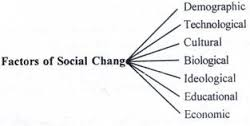 Demographic
Technological
Cultural
Factors of Social Chang
Biological
Ideological
Educational
Economic